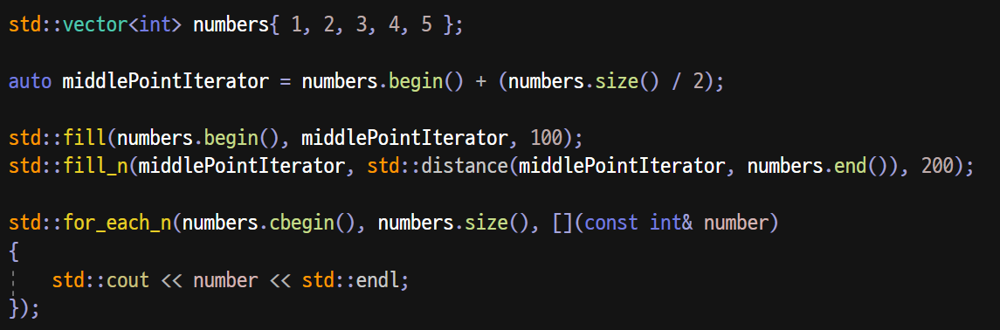 std::vector<int> numbers{ 1, 2, 3, 4, 5 };
auto middlePointIterator = numbers.begin() + (numbers.size() / 2);
std::fill(numbers.begin(), middlePointIterator, 100);
std::fill_n(middlePointIterator, std::distance(middlePointIterator, numbers.end()), 200);
std::for_each_n(numbers.cbegin(), numbers.size(), [](const int& number)
{
    std::cout << number << std::endl;
});